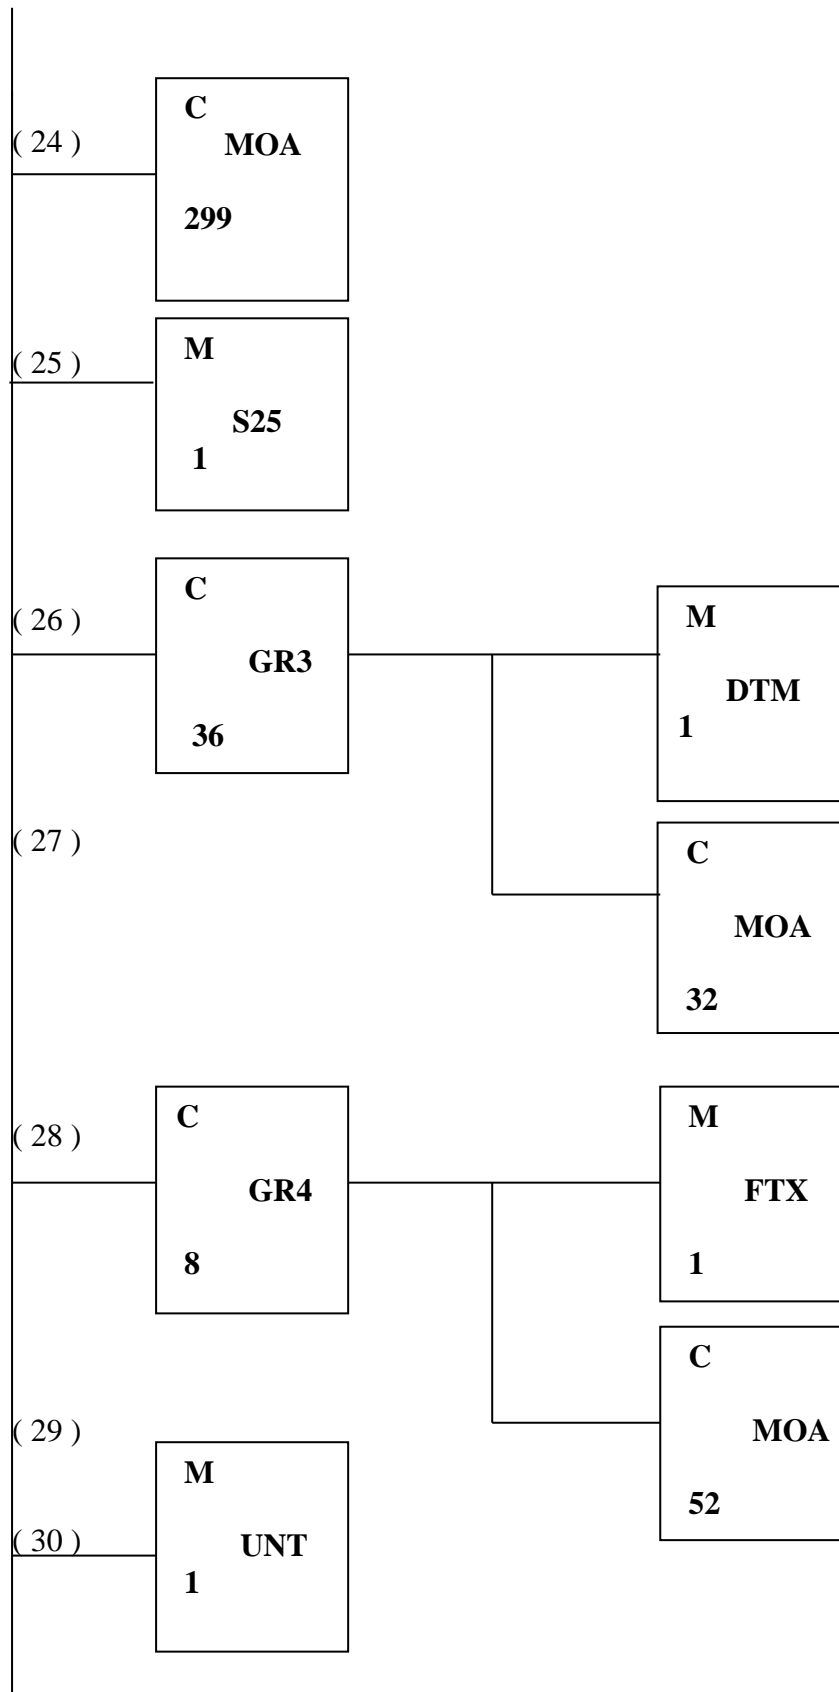 ( 24 )
C
MOA
299
( 25 )
M
S25
1
( 26 )
C
GR3
36
M
DTM
1
( 27 )
C
MOA
32
( 28 )
C
GR4
8
M
FTX
1
( 29 )
C
MOA
52
( 30 )
M
UNT
1